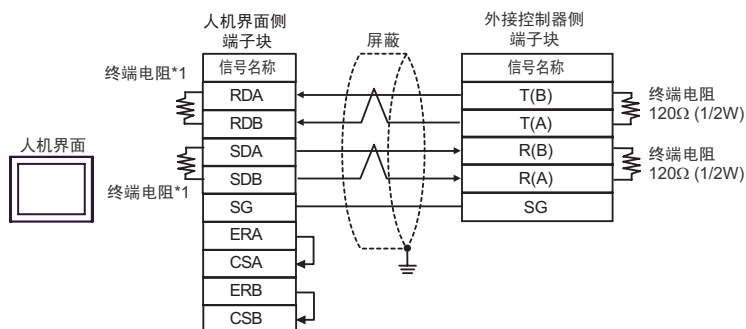 人机界面侧
端子块
屏蔽
外接控制器侧
端子块
终端电阻*1
信号名称
信号名称
RDA
T(B)
终端电阻
120Ω (1/2W)
RDB
T(A)
人机界面
SDA
R(B)
终端电阻
120Ω (1/2W)
终端电阻*1
SDB
R(A)
SG
SG
ERA
CSA
ERB
CSB